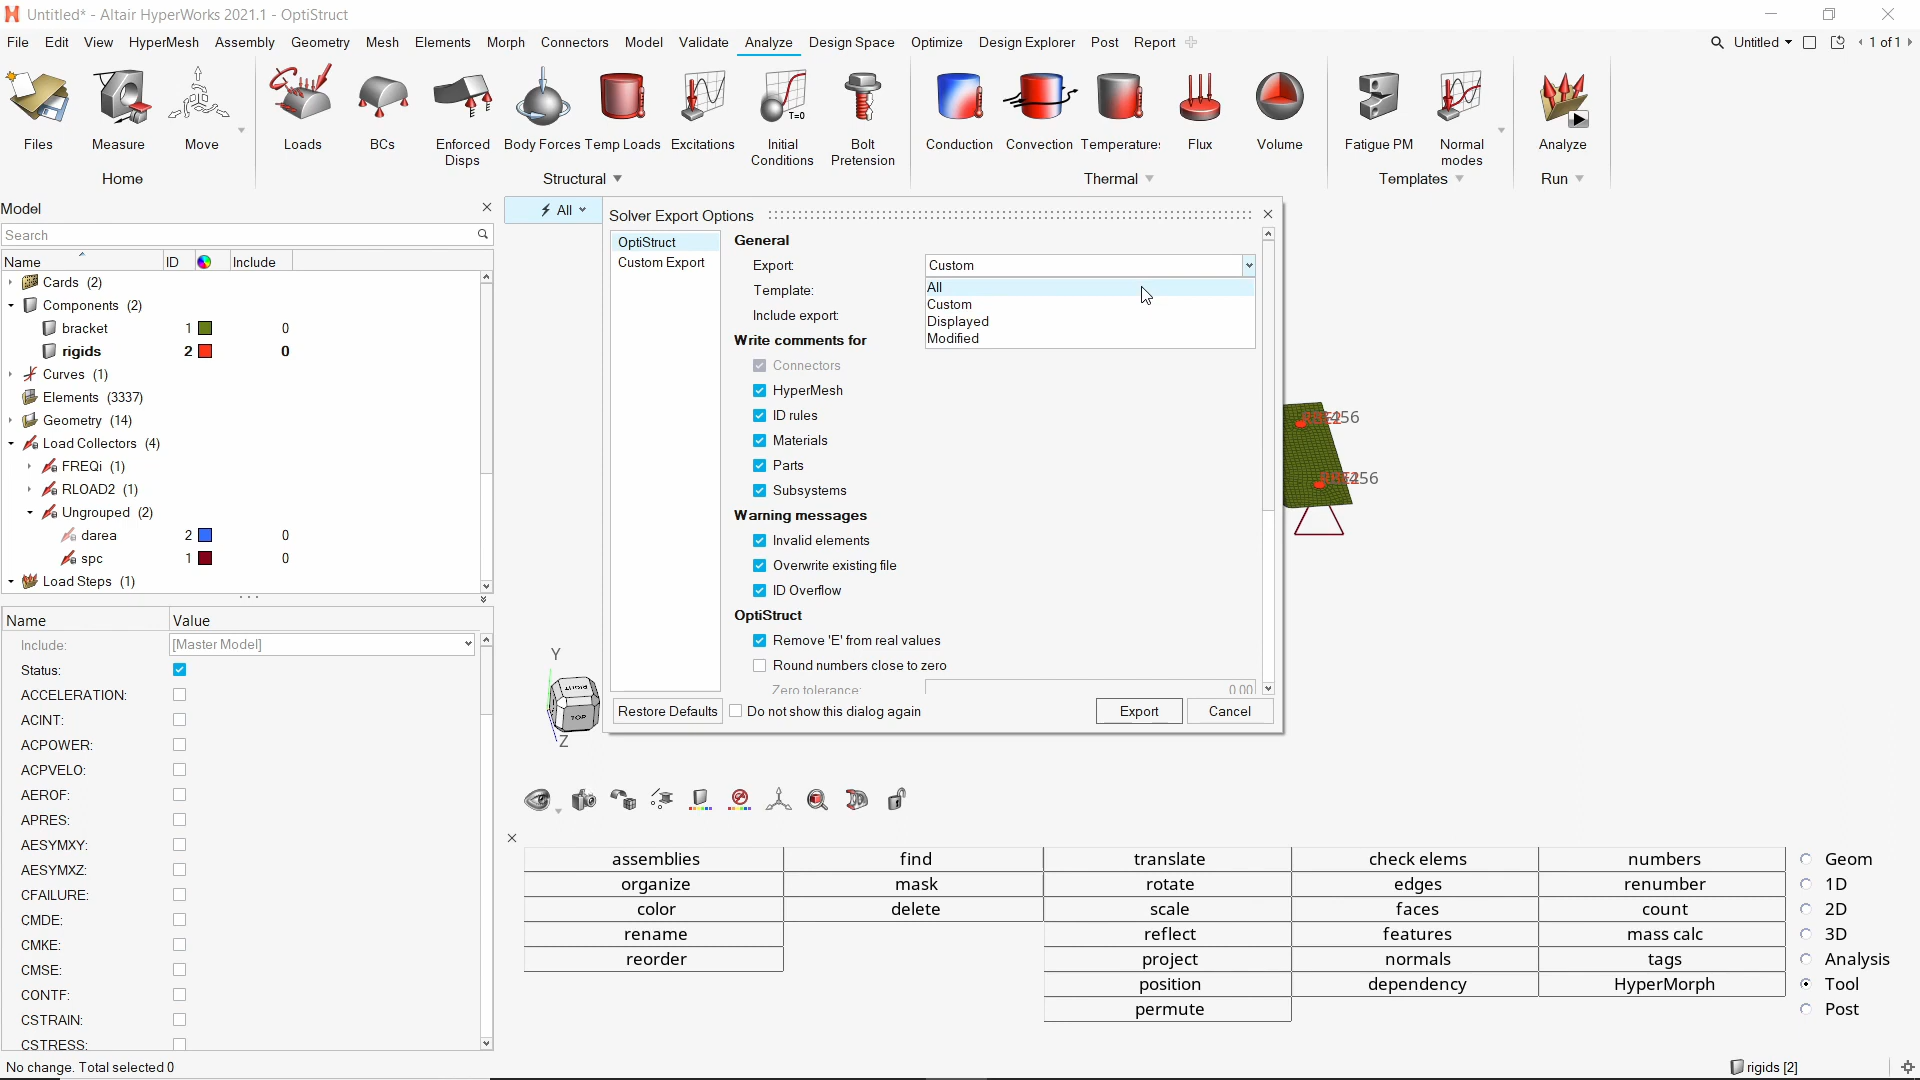 Untitled* - Altair HyperWorks 2021.1 - OptiStruct
File Edit View HyperMesh Assembly Geometry Mesh Elements Morph Connectors Model Validate Analyze Design Space Optimize Design Explorer Post Report
Untitled 1 of 1
Files Measure Move Loads BCs Enforced Disps Body Forces Temp Loads Excitations T=0 Initial Conditions Bolt Pretension Conduction Convection Temperature: Flux Volume Fatigue PM Normal modes Analyze
Home Structural Thermal Templates Run
Model
Search
Name ID Include
Cards (2)
Components (2)
bracket 1 0
rigids 2 0
Curves (1)
Elements (3337)
Geometry (14)
Load Collectors (4)
FREQi (1)
RLOAD2 (1)
Ungrouped (2)
darea 2 0
spc 1 0
Load Steps (1)
Name Value
Include: [Master Model]
Status:
ACCELERATION:
ACINT:
ACPOWER:
ACPVELO:
AEROF:
APRES:
AESYMXY:
AESYMXZ:
CFAILURE:
CMDE:
CMKE:
CMSE:
CONTF:
CSTRAIN:
CSTRESS:
No change. Total selected 0
All
Solver Export Options
OptiStruct
Custom Export
General
Export: Custom
Template:
Include export:
All
Custom
Displayed
Modified
Write comments for
Connectors
HyperMesh
ID rules
Materials
Parts
Subsystems
Warning messages
Invalid elements
Overwrite existing file
ID Overflow
OptiStruct
Remove 'E' from real values
Round numbers close to zero
Zero tolerance: 0.00
Restore Defaults Do not show this dialog again Export Cancel
Y
RIGHT
TOP
Z
assemblies find translate check elems numbers Geom
organize mask rotate edges renumber 1D
color delete scale faces count 2D
rename reflect features mass calc 3D
reorder project normals tags Analysis
position dependency HyperMorph Tool
permute Post
rigids [2]